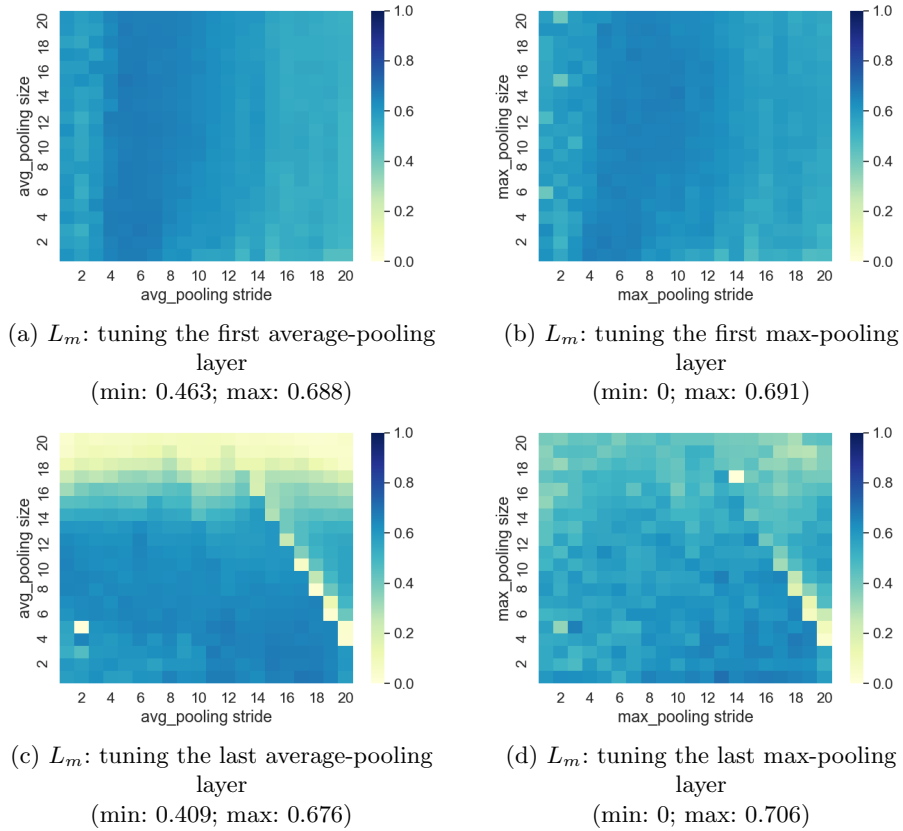 20
18
16
14
12
10
8
6
4
2
avg_pooling size
2 4 6 8 10 12 14 16 18 20
avg_pooling stride
1.0
0.8
0.6
0.4
0.2
0.0
(a) Lₘ: tuning the first average-pooling
layer
(min: 0.463; max: 0.688)
20
18
16
14
12
10
8
6
4
2
max_pooling size
2 4 6 8 10 12 14 16 18 20
max_pooling stride
1.0
0.8
0.6
0.4
0.2
0.0
(b) Lₘ: tuning the first max-pooling
layer
(min: 0; max: 0.691)
20
18
16
14
12
10
8
6
4
2
avg_pooling size
2 4 6 8 10 12 14 16 18 20
avg_pooling stride
1.0
0.8
0.6
0.4
0.2
0.0
(c) Lₘ: tuning the last average-pooling
layer
(min: 0.409; max: 0.676)
20
18
16
14
12
10
8
6
4
2
max_pooling size
2 4 6 8 10 12 14 16 18 20
max_pooling stride
1.0
0.8
0.6
0.4
0.2
0.0
(d) Lₘ: tuning the last max-pooling
layer
(min: 0; max: 0.706)